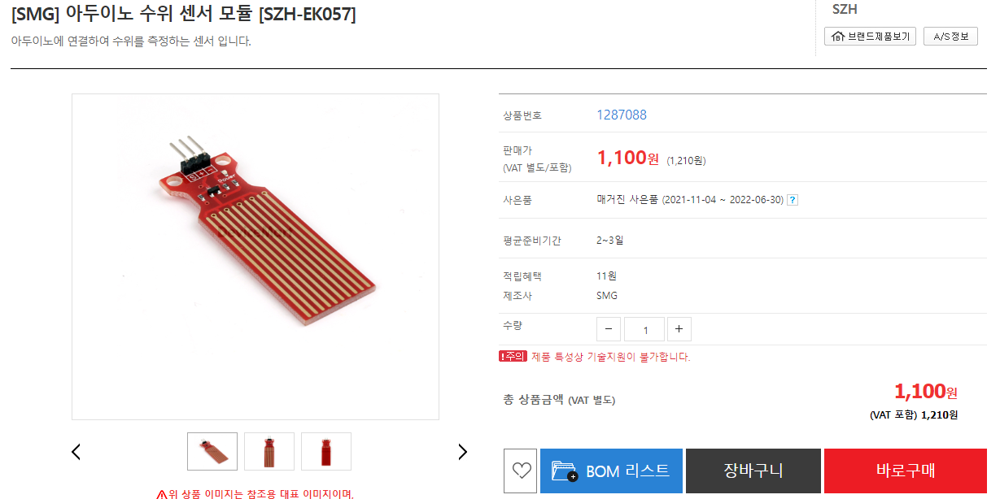 [SMG] 아두이노 수위 센서 모듈 [SZH-EK057]
아두이노에 연결하여 수위를 측정하는 센서 입니다.
SZH
브랜드제품보기
A/S정보
S + -
Power
상품번호 1287088
판매가 1,100원 (1,210원)
(VAT 별도/포함)
사은품 매거진 사은품 (2021-11-04 ~ 2022-06-30) ?
평균준비기간 2~3일
적립혜택 11원
제조사 SMG
수량 - 1 +
!주의 제품 특성상 기술지원이 불가합니다.
총 상품금액 (VAT 별도) 1,100원
(VAT 포함) 1,210원
BOM 리스트
장바구니
바로구매
위 상품 이미지는 참조용 대표 이미지이며,